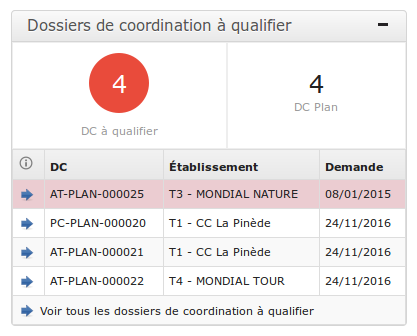 Dossiers de coordination à qualifier
4
DC à qualifier
4
DC Plan
DC Établissement Demande
AT-PLAN-000025 T3 - MONDIAL NATURE 08/01/2015
PC-PLAN-000020 T1 - CC La Pinède 24/11/2016
AT-PLAN-000021 T1 - CC La Pinède 24/11/2016
AT-PLAN-000022 T4 - MONDIAL TOUR 24/11/2016
Voir tous les dossiers de coordination à qualifier